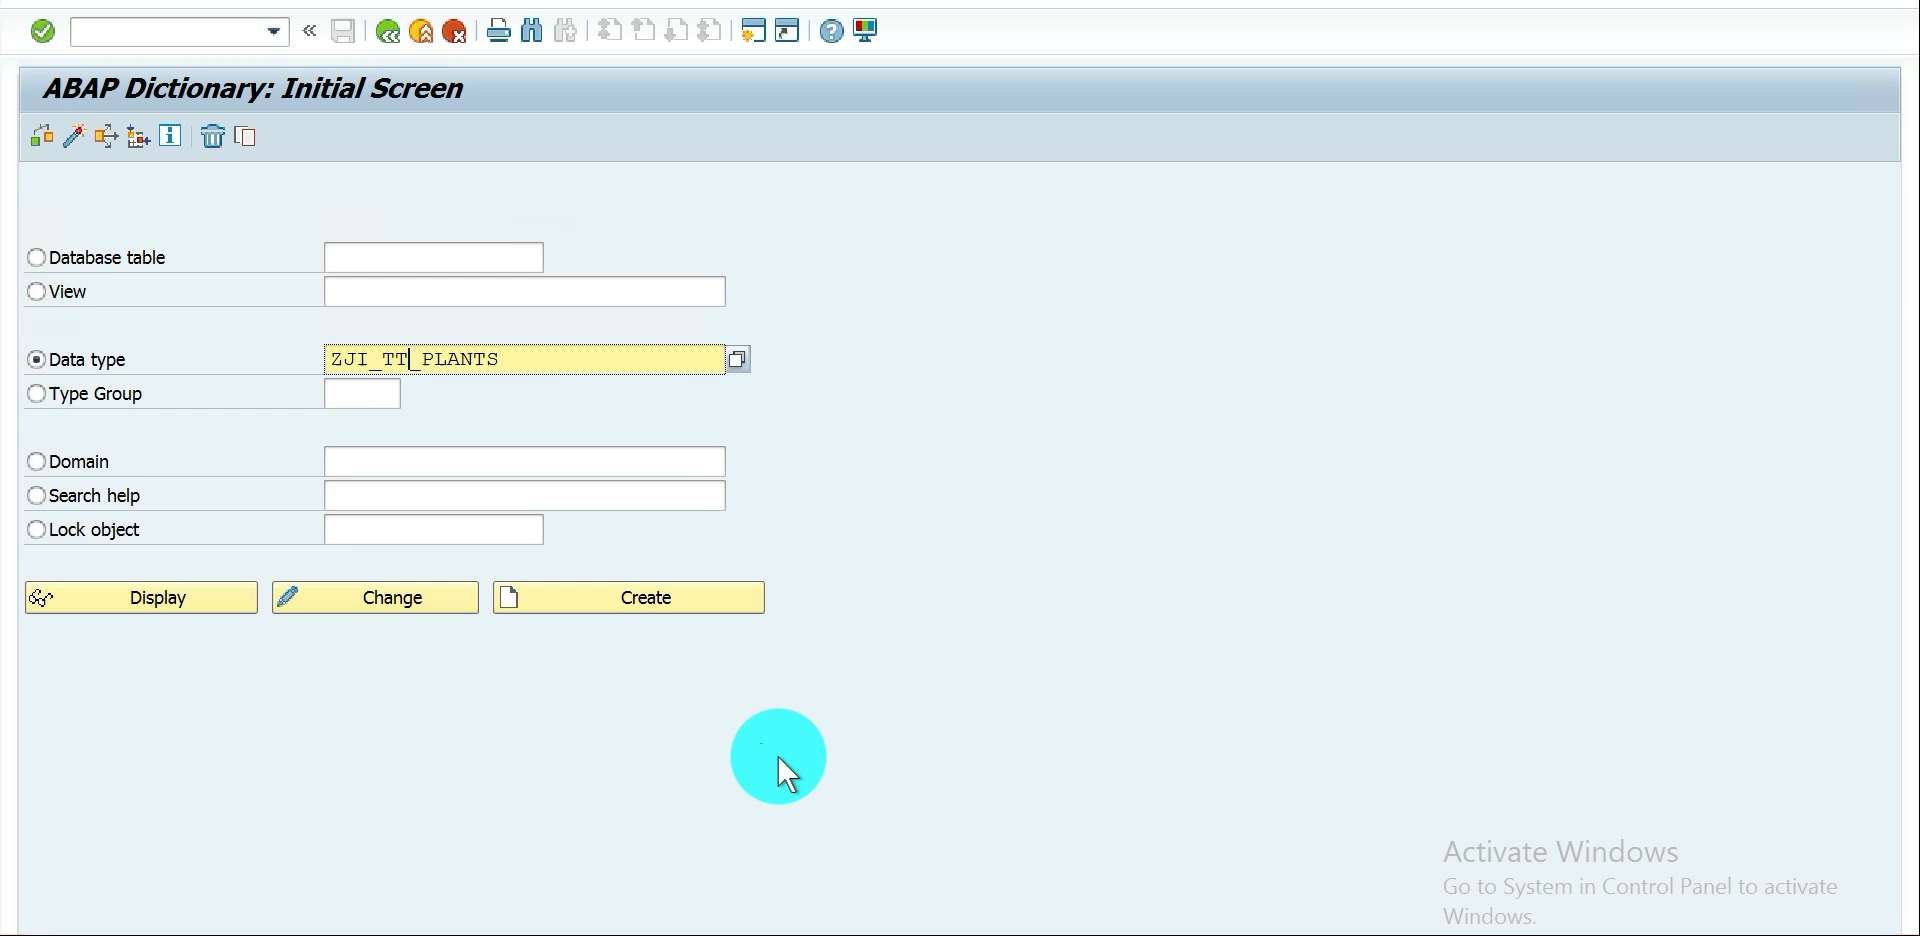 ABAP Dictionary: Initial Screen
Database table
View
Data type ZJI_TT_PLANTS
Type Group
Domain
Search help
Lock object
Display Change Create
Activate Windows
Go to System in Control Panel to activate
Windows.